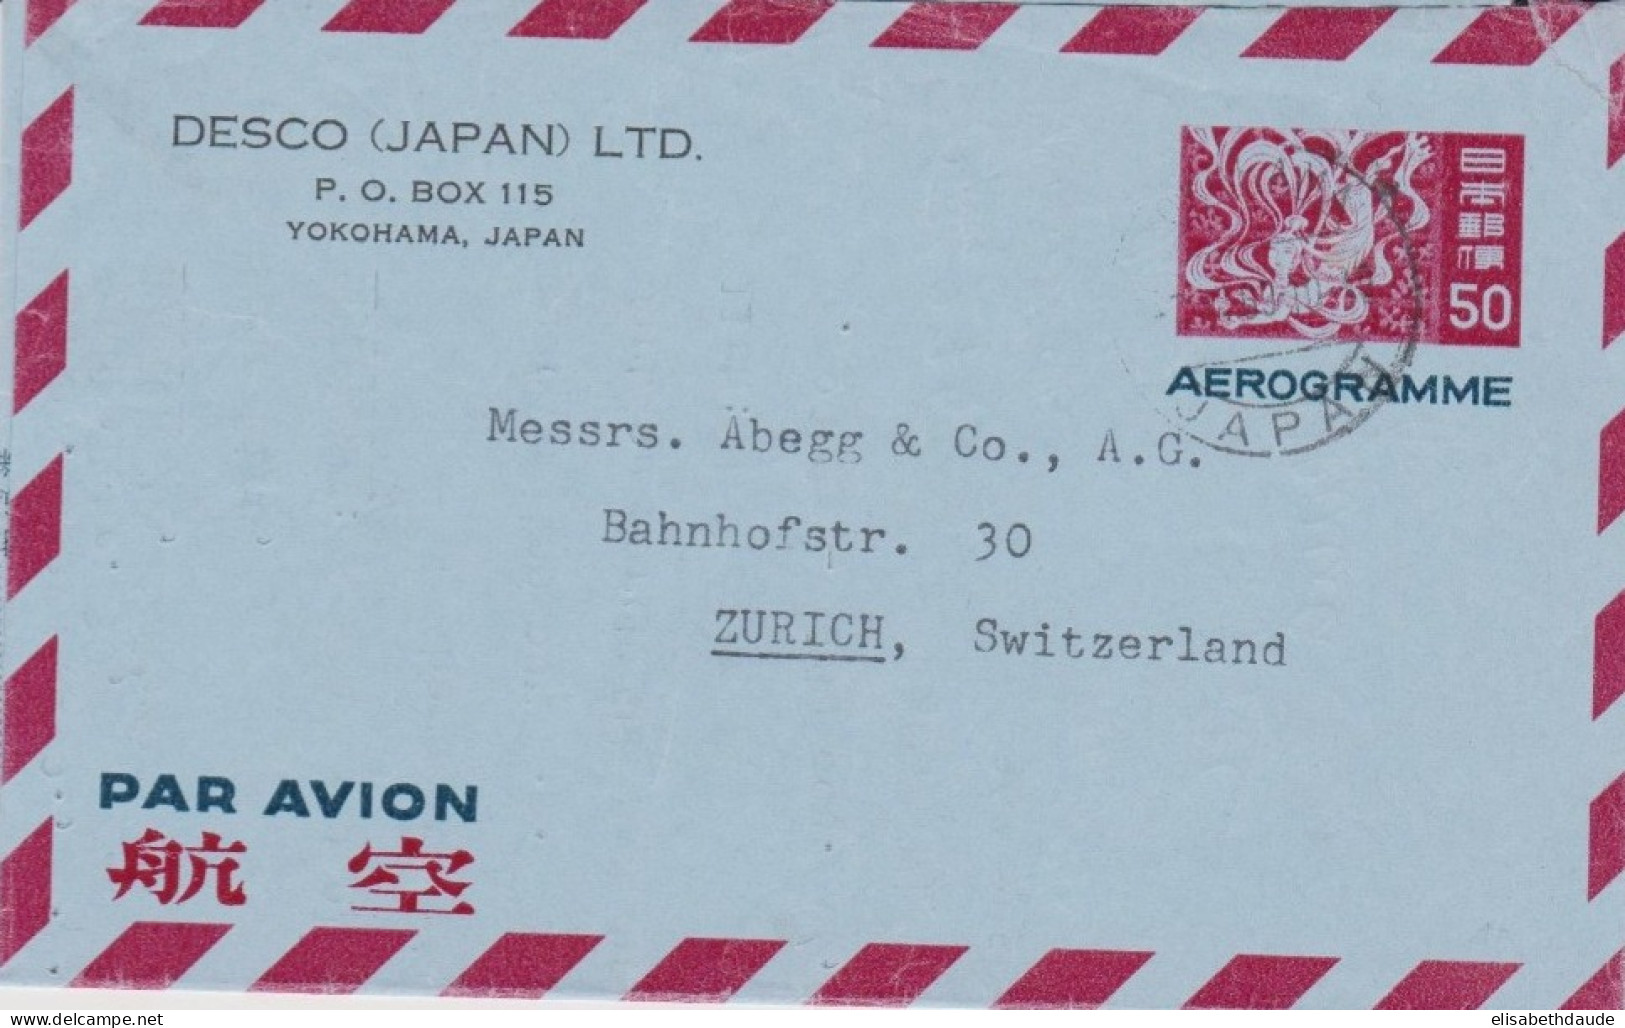 DESCO (JAPAN) LTD.
P. O. BOX 115
YOKOHAMA, JAPAN
日本郵便
50
AEROGRAMME
JAPAN
Messrs. Äbegg & Co., A.G.
Bahnhofstr. 30
ZURICH, Switzerland
PAR AVION
航空
www.delcampe.net
elisabethdaude